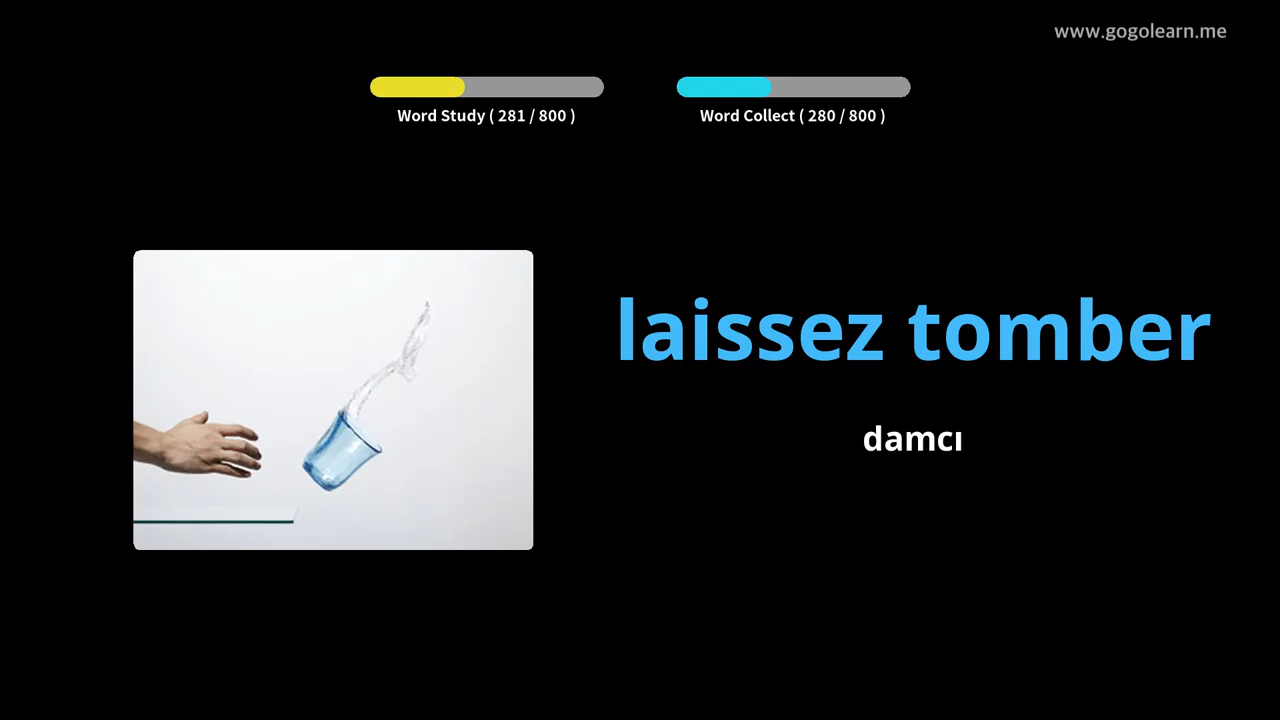 www.gogolearn.me
Word Study ( 281 / 800 )
Word Collect ( 280 / 800 )
laissez tomber
damcı